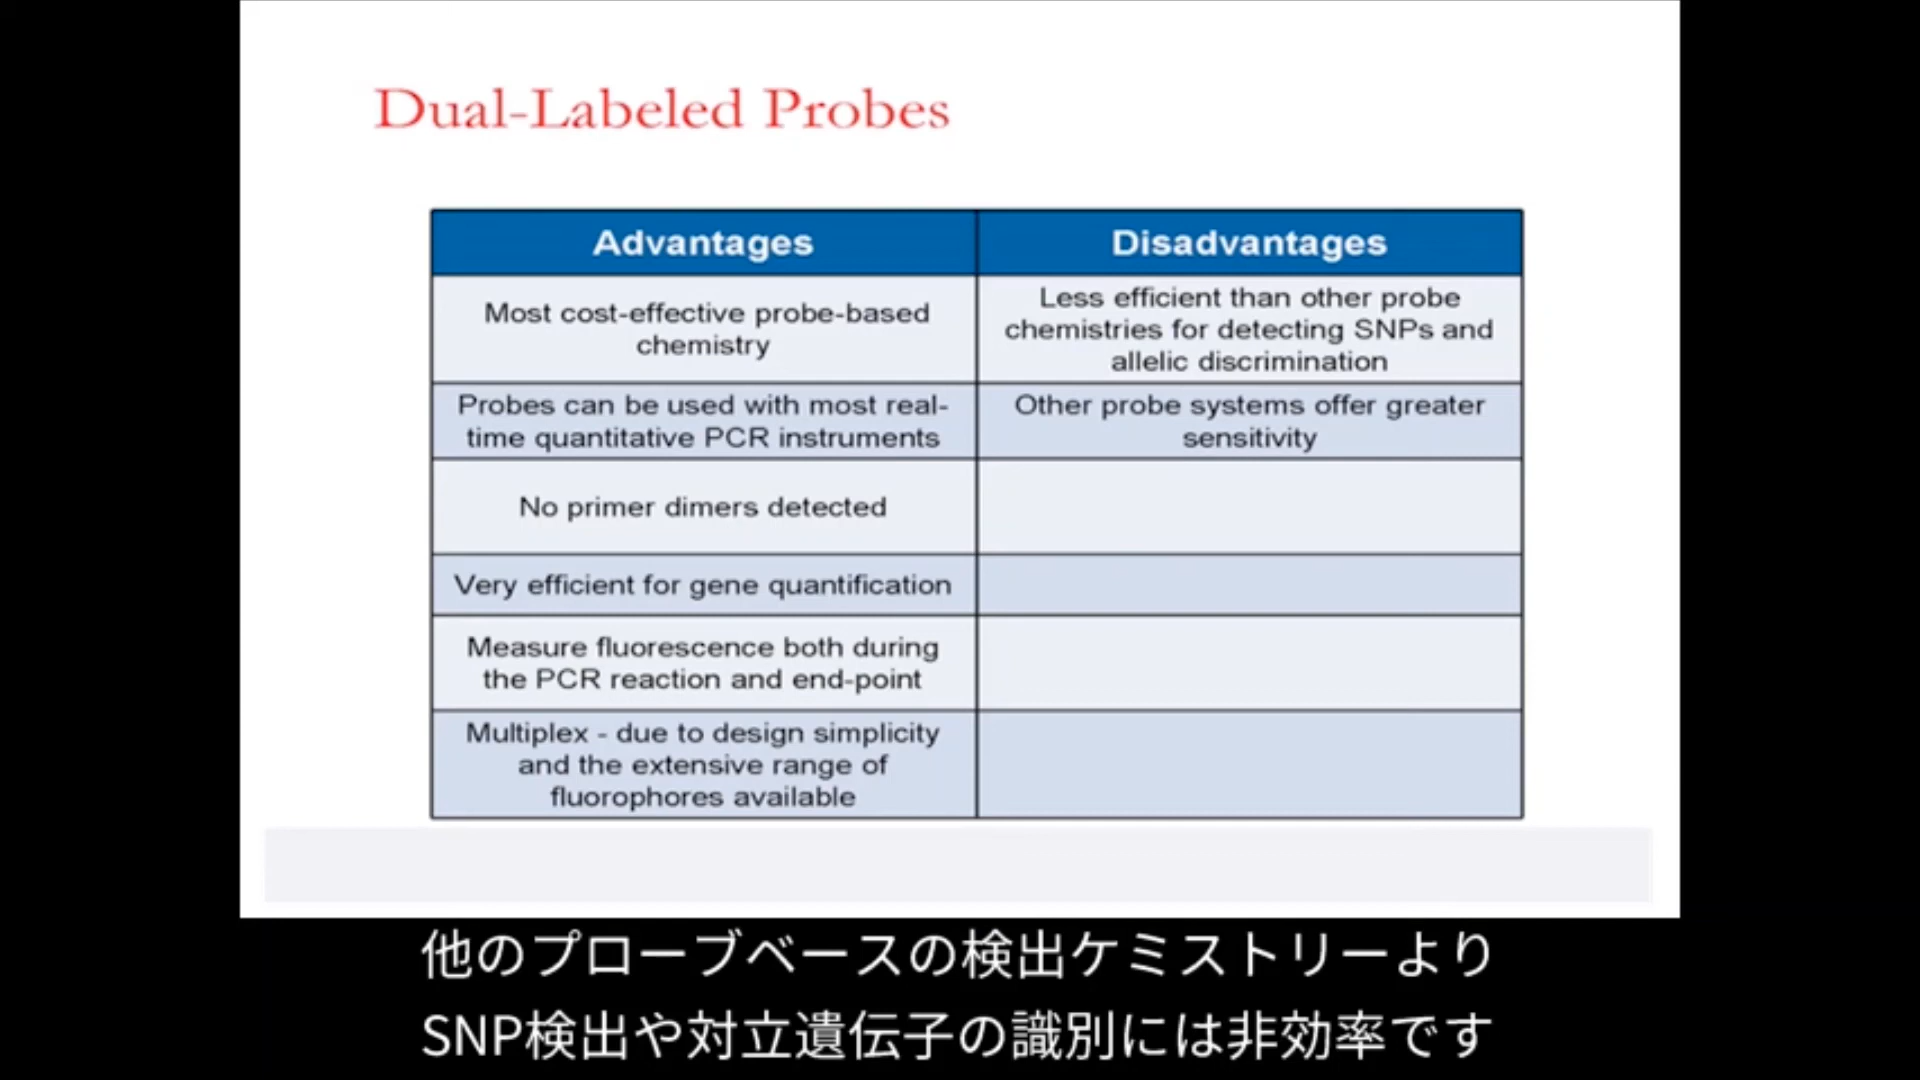 Dual-Labeled Probes
Advantages
Disadvantages
Most cost-effective probe-based
chemistry
Less efficient than other probe
chemistries for detecting SNPs and
allelic discrimination
Probes can be used with most real-
time quantitative PCR instruments
Other probe systems offer greater
sensitivity
No primer dimers detected
Very efficient for gene quantification
Measure fluorescence both during
the PCR reaction and end-point
Multiplex - due to design simplicity
and the extensive range of
fluorophores available
他のプローブベースの検出ケミストリーより
SNP検出や対立遺伝子の識別には非効率です